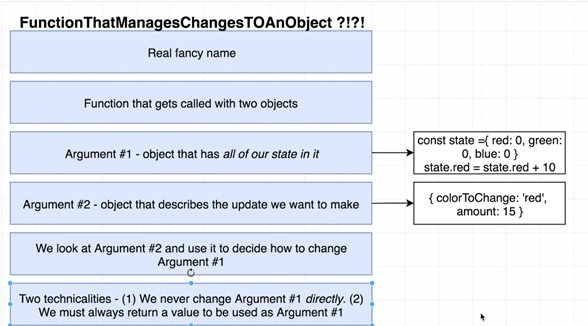 FunctionThatManagesChangesTOAnObject ?!?!
Real fancy name
Function that gets called with two objects
Argument #1 - object that has all of our state in it
const state ={ red: 0, green:
0, blue: 0 }
state.red = state.red + 10
Argument #2 - object that describes the update we want to make
{ colorToChange: 'red',
amount: 15 }
We look at Argument #2 and use it to decide how to change
Argument #1
Two technicalities - (1) We never change Argument #1 directly. (2)
We must always return a value to be used as Argument #1